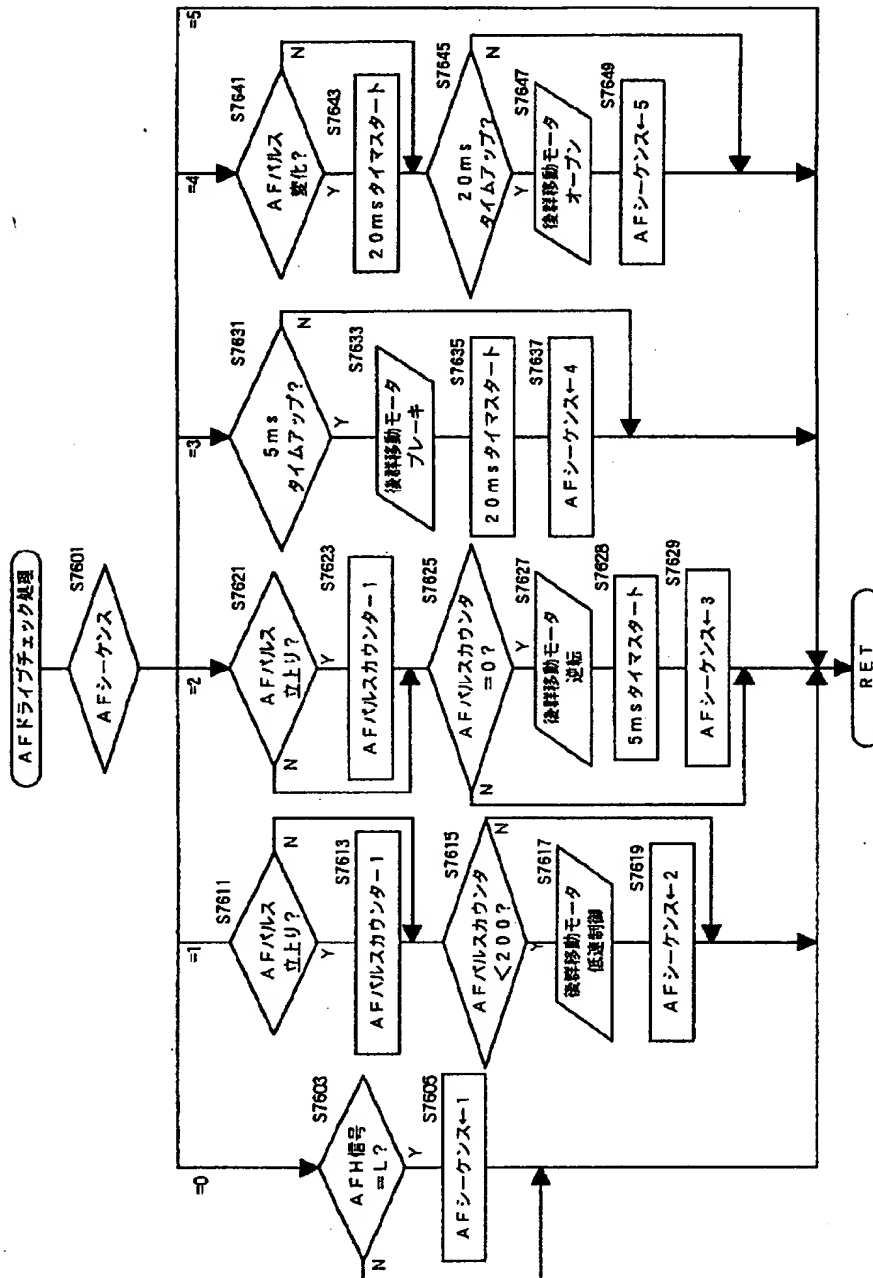 AFドライブチェック処理
S7601
AFシーケンス
=0
S7603
AFH信号
=L?
N
Y
S7605
AFシーケンス←1
=1
S7611
AFパルス
立上り?
N
Y
S7613
AFパルスカウンター1
S7615
AFパルスカウンタ
<200?
N
Y
S7617
後群移動モータ
低速制御
S7619
AFシーケンス←2
=2
S7621
AFパルス
立上り?
N
Y
S7623
AFパルスカウンター1
S7625
AFパルスカウンタ
=0?
N
Y
S7627
後群移動モータ
逆転
S7628
5msタイマスタート
S7629
AFシーケンス←3
=3
S7631
5ms
タイムアップ?
N
Y
S7633
後群移動モータ
ブレーキ
S7635
20msタイマスタート
S7637
AFシーケンス←4
=4
S7641
AFパルス
変化?
N
Y
S7643
20msタイマスタート
S7645
20ms
タイムアップ?
N
Y
S7647
後群移動モータ
オープン
S7649
AFシーケンス←5
=5
RET